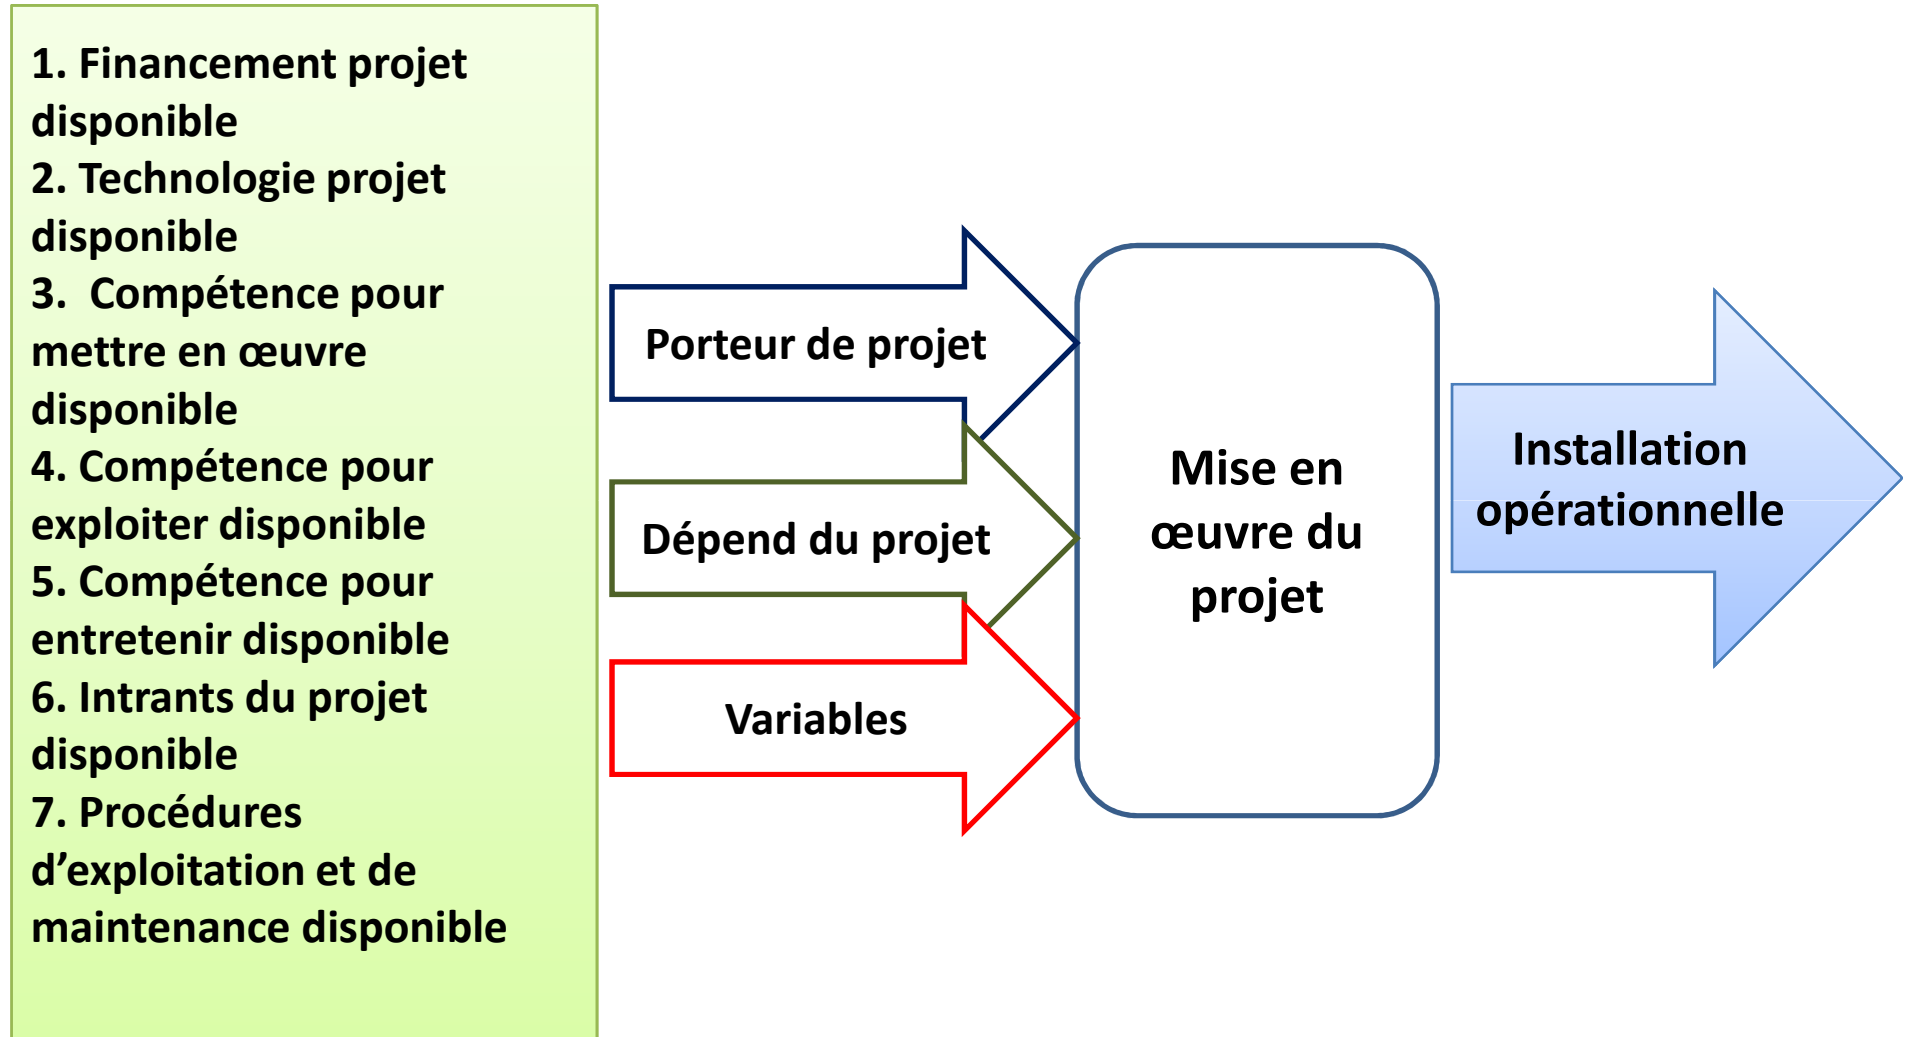 1. Financement projet
disponible
2. Technologie projet
disponible
3.  Compétence pour
mettre en œuvre
disponible
4. Compétence pour
exploiter disponible
5. Compétence pour
entretenir disponible
6. Intrants du projet
disponible
7. Procédures
d’exploitation et de
maintenance disponible
Porteur de projet
Dépend du projet
Variables
Mise en
œuvre du
projet
Installation
opérationnelle